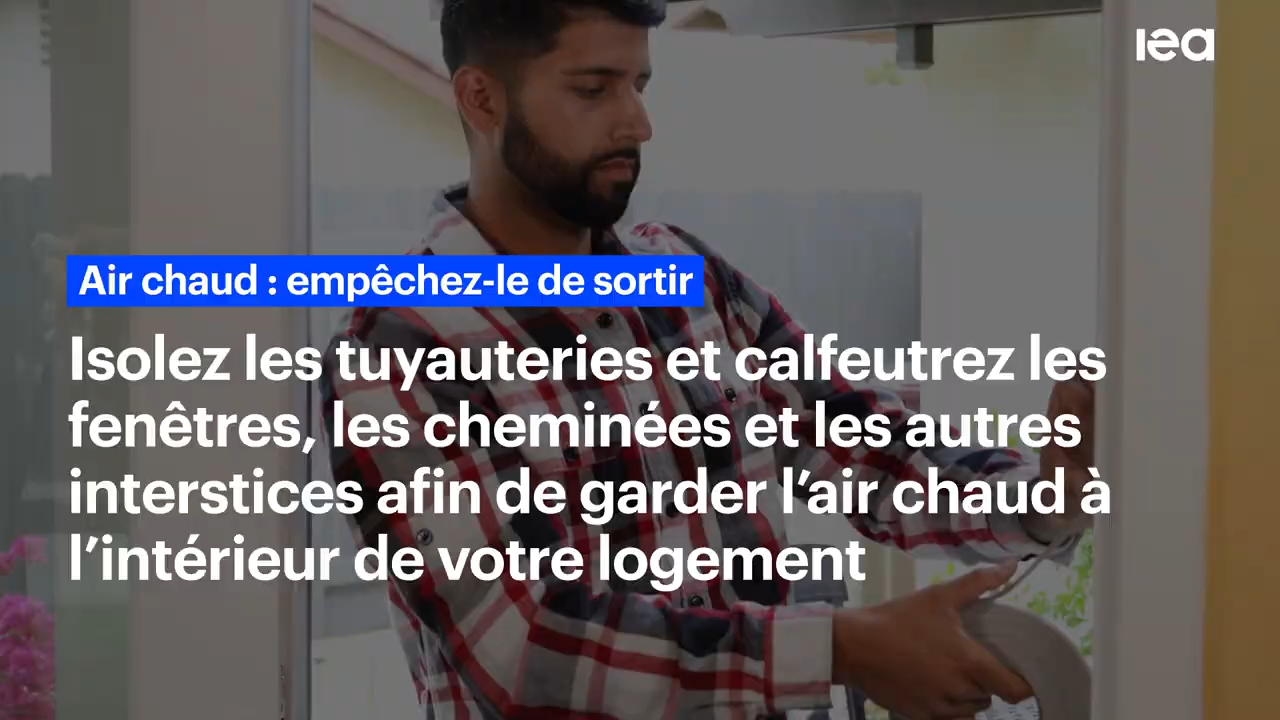 iea
Air chaud : empêchez-le de sortir
Isolez les tuyauteries et calfeutrez les
fenêtres, les cheminées et les autres
interstices afin de garder l’air chaud à
l’intérieur de votre logement